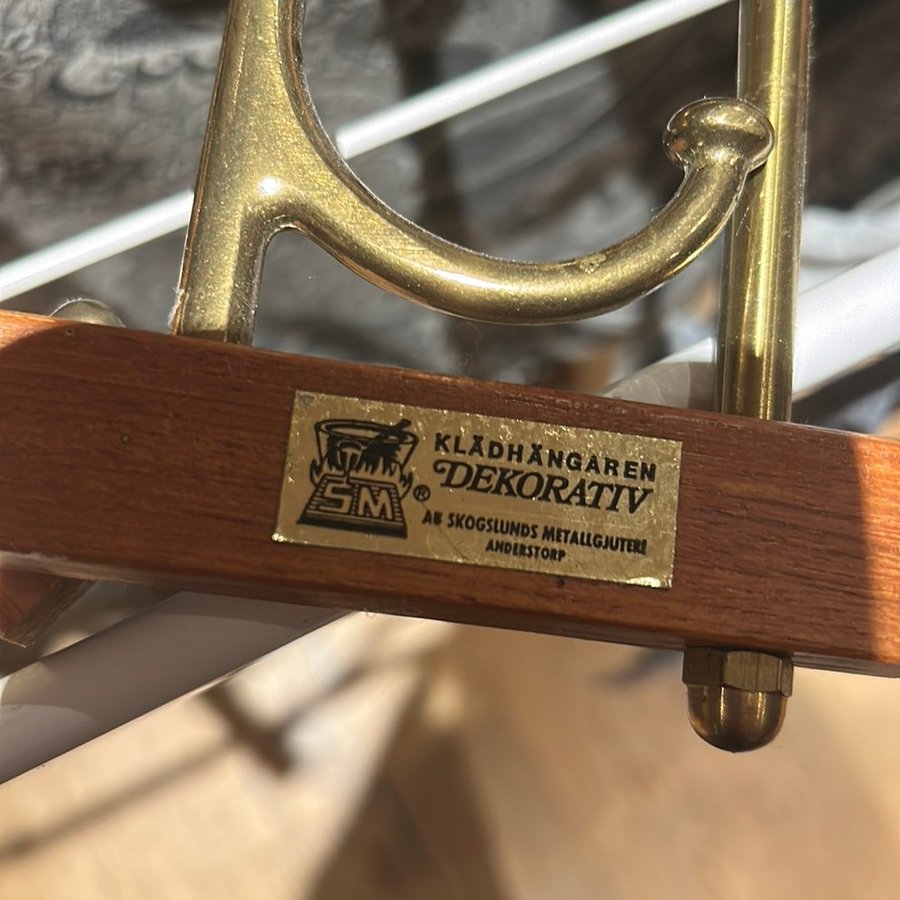 SM®
KLÄDHÄNGAREN
DEKORATIV
AB SKOGSLUNDS METALLGJUTERI
ANDERSTORP